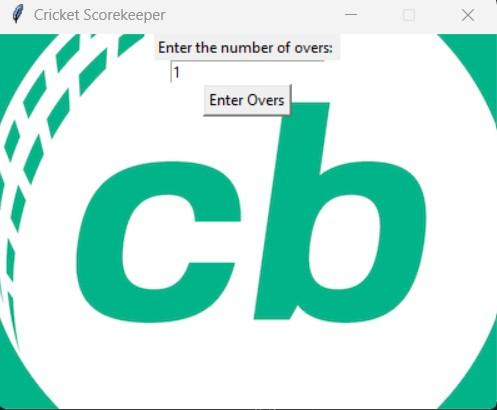 Cricket Scorekeeper
Enter the number of overs:
1
Enter Overs
cb